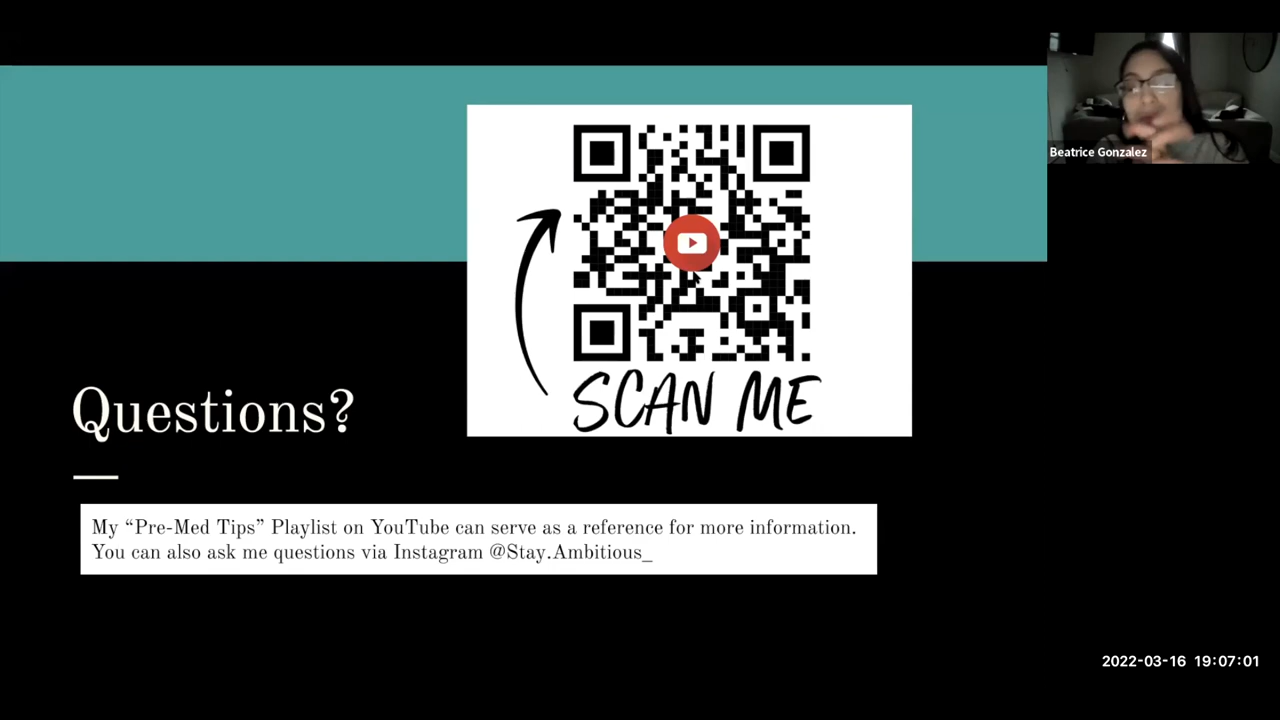 Beatrice Gonzalez
SCAN ME
Questions?
My “Pre-Med Tips” Playlist on YouTube can serve as a reference for more information.
You can also ask me questions via Instagram @Stay.Ambitious_
2022-03-16 19:07:01